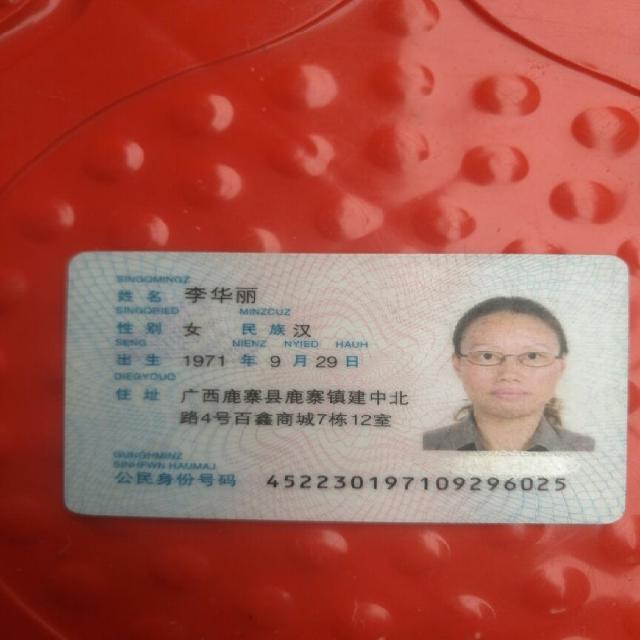 SINGQMINGZ
姓名 李华丽
SINGQBIED MINZCUZ
性别 女 民族 汉
SENG NIENZ NYIED HAUH
出生 1971 年 9 月 29 日
DIEGYOUQ
住址 广西鹿寨县鹿寨镇建中北
路4号百鑫商城7栋12室
GUNGHMINZ
SINHFWN HAUMAJ
公民身份号码 452230197109296025